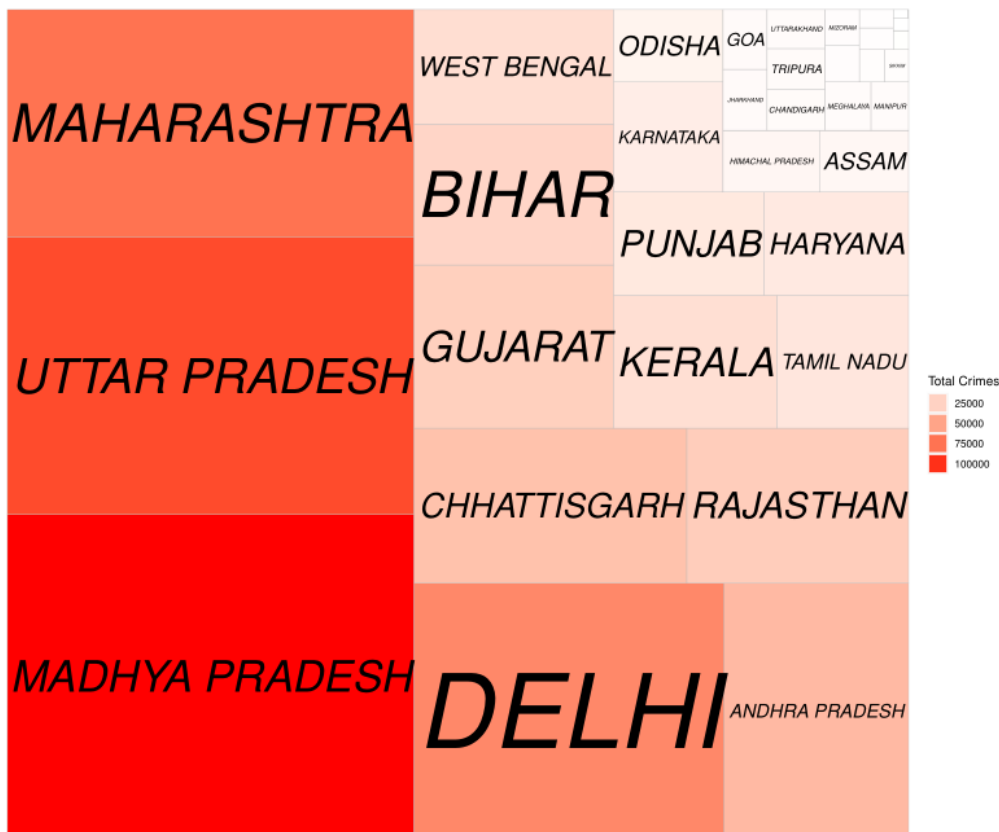 MAHARASHTRA
UTTAR PRADESH
MADHYA PRADESH
WEST BENGAL
BIHAR
GUJARAT
CHHATTISGARH
RAJASTHAN
DELHI
ANDHRA PRADESH
ODISHA
KARNATAKA
GOA
JHARKHAND
UTTARAKHAND
TRIPURA
CHANDIGARH
MIZORAM
SIKKIM
MEGHALAYA
MANIPUR
HIMACHAL PRADESH
ASSAM
PUNJAB
HARYANA
KERALA
TAMIL NADU
Total Crimes
25000
50000
75000
100000